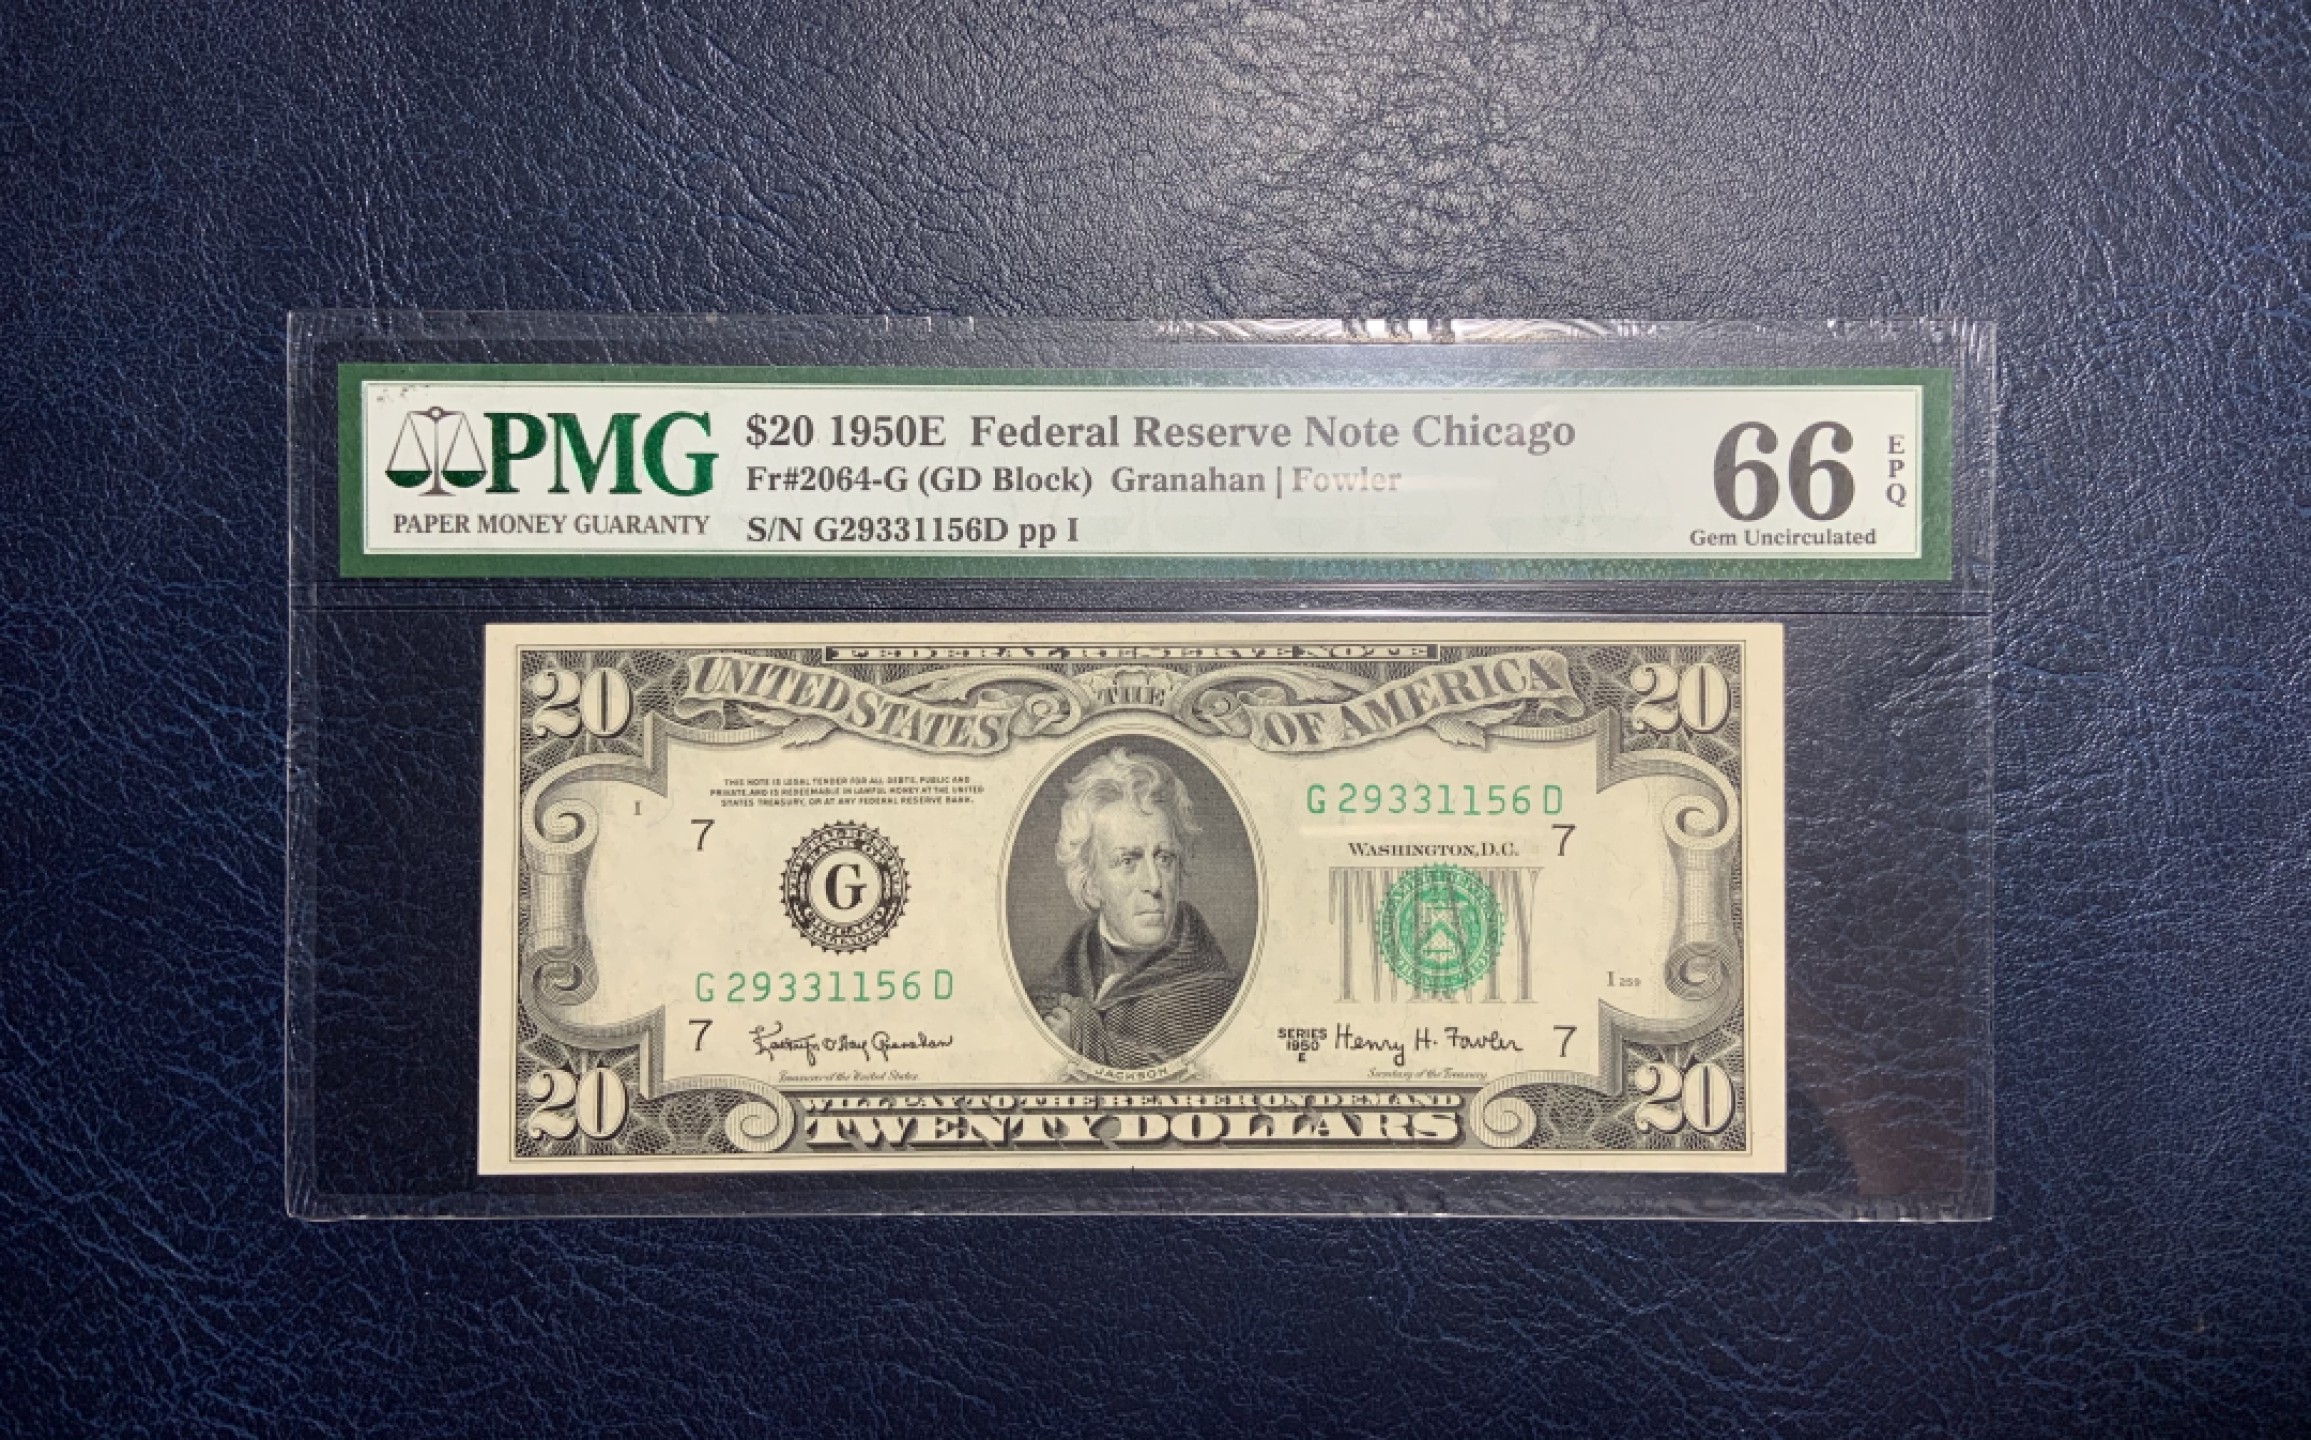 PMG
PAPER MONEY GUARANTY
$20 1950E Federal Reserve Note Chicago
Fr#2064-G (GD Block) Granahan | Fowler
S/N G29331156D pp I
66
EPQ
Gem Uncirculated
FEDERAL RESERVE NOTE
20
UNITED STATES THE OF AMERICA
20
THIS NOTE IS LEGAL TENDER FOR ALL DEBTS, PUBLIC AND
PRIVATE, AND IS REDEEMABLE IN LAWFUL MONEY AT THE UNITED
STATES TREASURY, OR AT ANY FEDERAL RESERVE BANK.
I
7
G
G 29331156 D
WASHINGTON, D.C.
7
TWENTY
G 29331156 D
I 259
7
Treasurer of the United States
JACKSON
SERIES
1950
E
Henry H. Fowler
Secretary of the Treasury
7
20
WILL PAY TO THE BEARER ON DEMAND
TWENTY DOLLARS
20